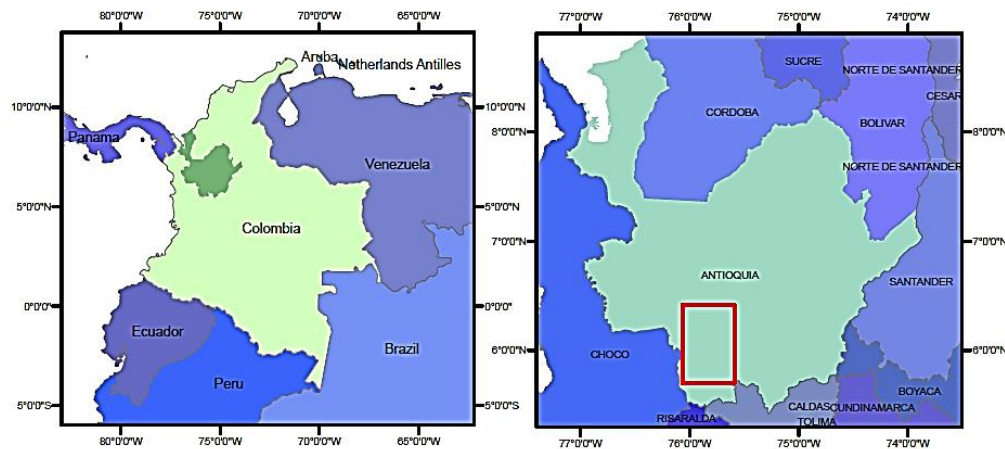 80°0'0"W 75°0'0"W 70°0'0"W 65°0'0"W
Aruba
Netherlands Antilles
10°0'0"N 10°0'0"N
Panama
Venezuela
5°0'0"N 5°0'0"N
Colombia
0°0'0"N 0°0'0"N
Ecuador
Brazil
Peru
5°0'0"S 5°0'0"S
80°0'0"W 75°0'0"W 70°0'0"W 65°0'0"W
77°0'0"W 76°0'0"W 75°0'0"W 74°0'0"W
SUCRE
NORTE DE SANTANDER
CESAR
CORDOBA
BOLIVAR
8°0'0"N 8°0'0"N
NORTE DE SANTANDER
7°0'0"N 7°0'0"N
ANTIOQUIA
SANTANDER
CHOCO
6°0'0"N 6°0'0"N
BOYACA
CALDAS
CUNDINAMARCA
RISARALDA
TOLIMA
77°0'0"W 76°0'0"W 75°0'0"W 74°0'0"W